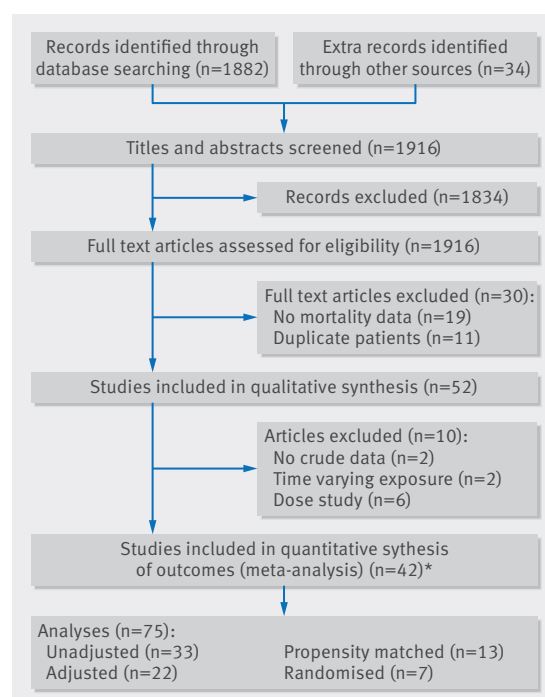 Records identified through
database searching (n=1882)
Extra records identified
through other sources (n=34)
Titles and abstracts screened (n=1916)
Records excluded (n=1834)
Full text articles assessed for eligibility (n=1916)
Full text articles excluded (n=30):
No mortality data (n=19)
Duplicate patients (n=11)
Studies included in qualitative synthesis (n=52)
Articles excluded (n=10):
No crude data (n=2)
Time varying exposure (n=2)
Dose study (n=6)
Studies included in quantitative sythesis
of outcomes (meta-analysis) (n=42)*
Analyses (n=75):
Unadjusted (n=33)
Adjusted (n=22)
Propensity matched (n=13)
Randomised (n=7)